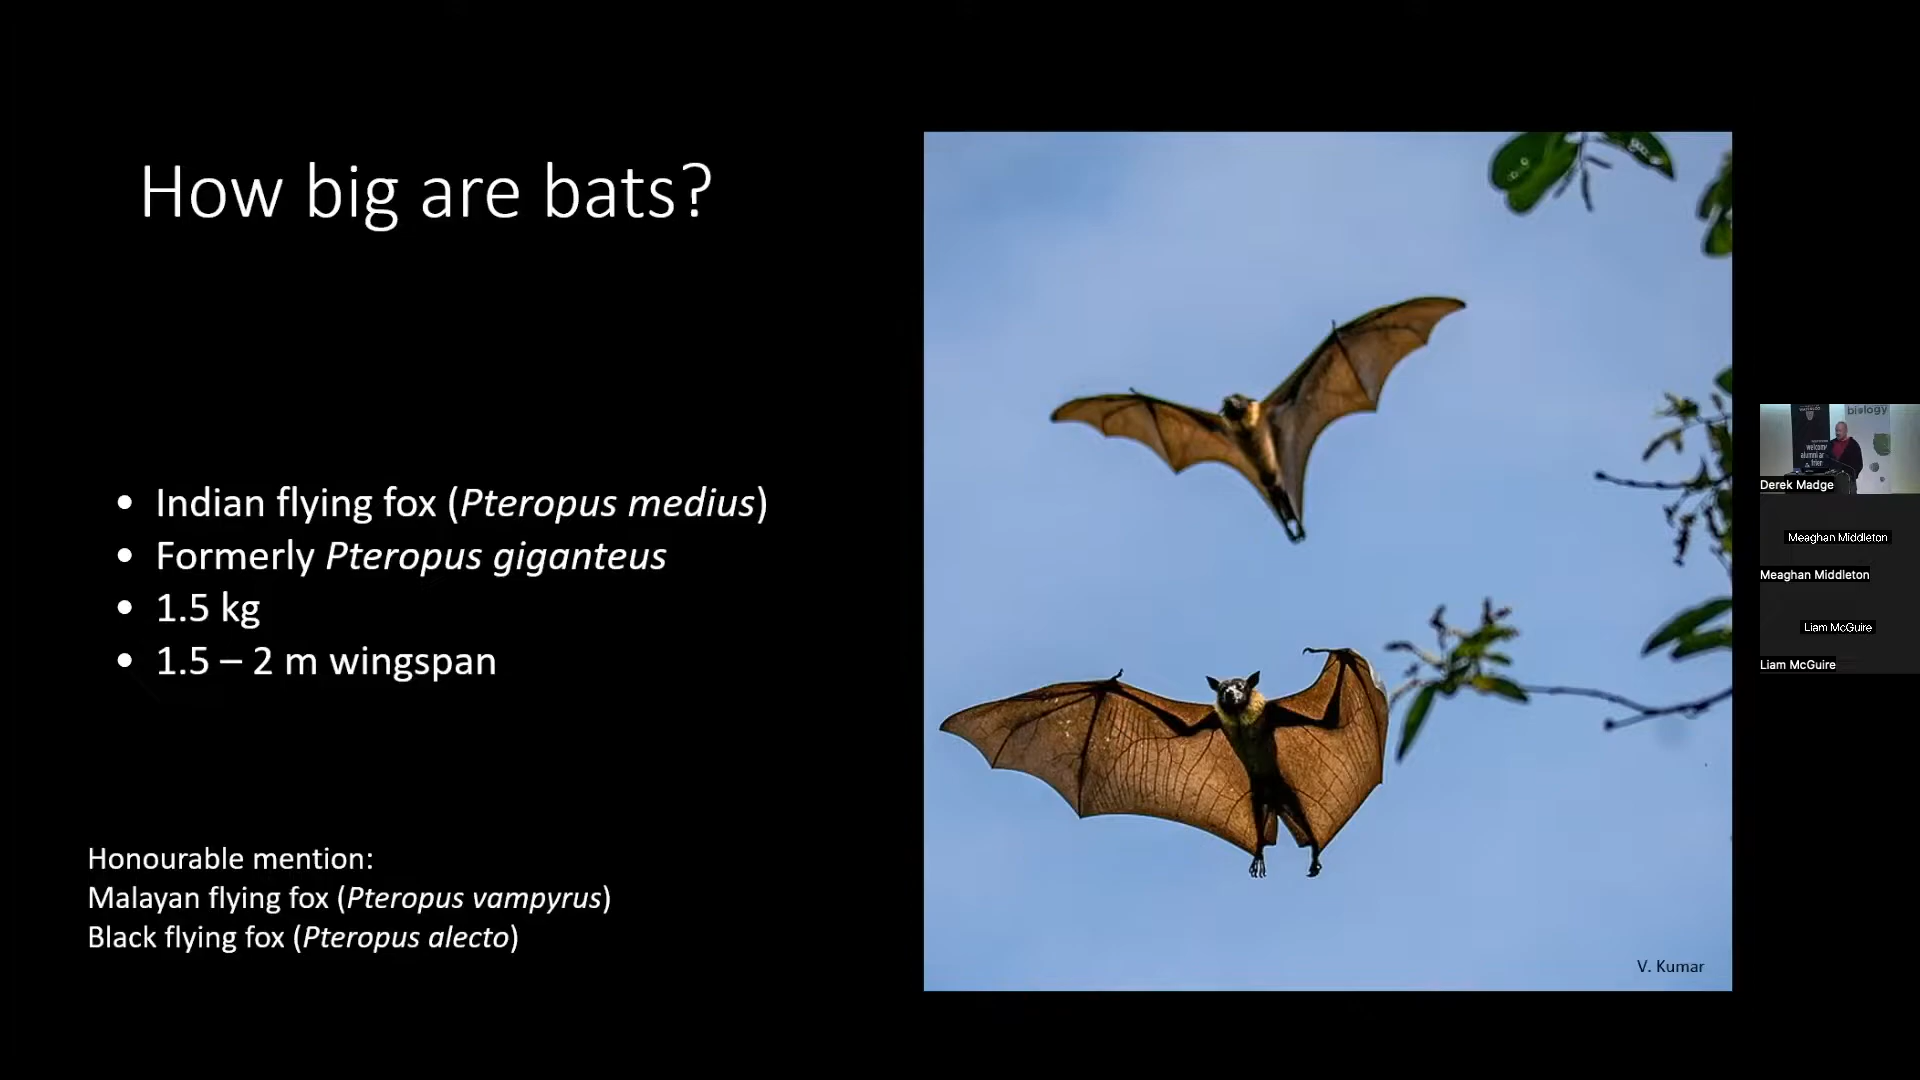 How big are bats?
• Indian flying fox (Pteropus medius)
• Formerly Pteropus giganteus
• 1.5 kg
• 1.5 – 2 m wingspan
Honourable mention:
Malayan flying fox (Pteropus vampyrus)
Black flying fox (Pteropus alecto)
V. Kumar
biology
welcome
alumni
Derek Madge
Meaghan Middleton
Meaghan Middleton
Liam McGuire
Liam McGuire